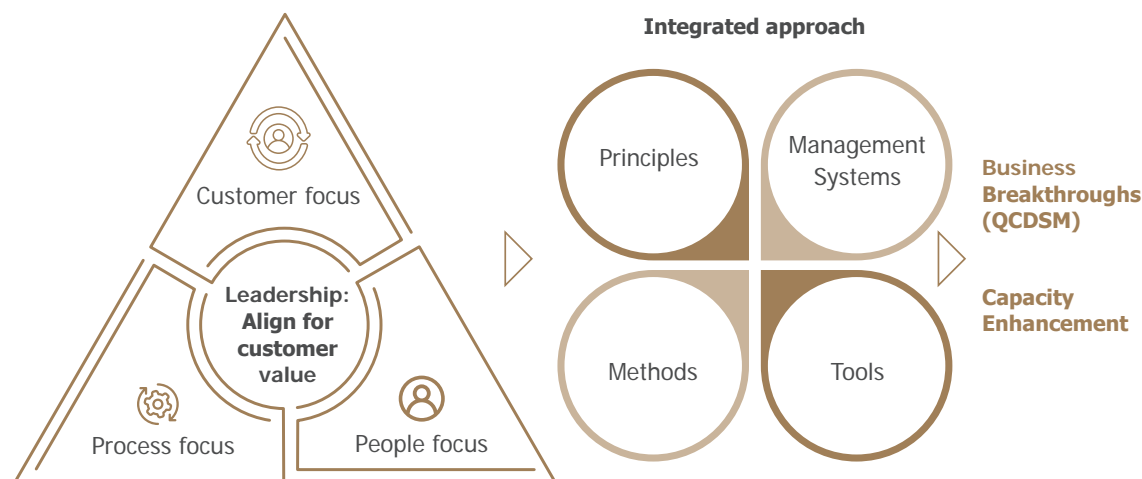 Integrated approach
Customer focus
Leadership:
Align for
customer
value
Process focus
People focus
Principles
Management
Systems
Methods
Tools
Business
Breakthroughs
(QCDSM)
Capacity
Enhancement